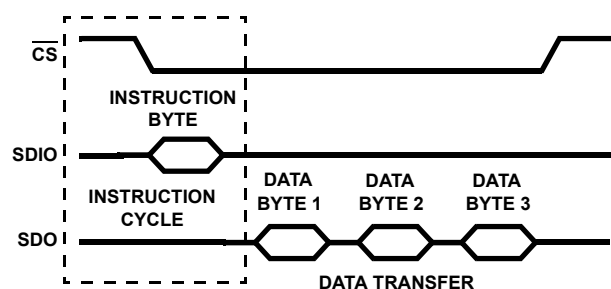 CS
INSTRUCTION
BYTE
SDIO
INSTRUCTION
CYCLE
DATA
BYTE 1
DATA
BYTE 2
DATA
BYTE 3
SDO
DATA TRANSFER